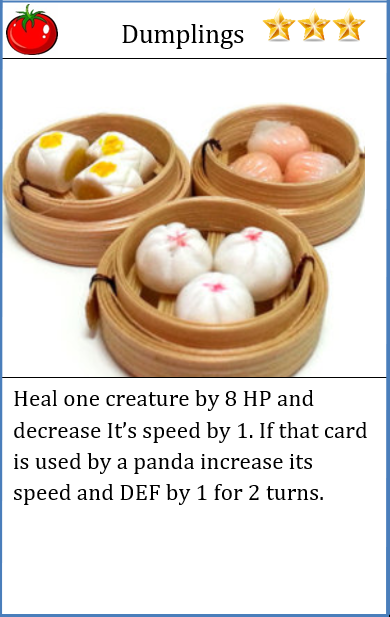 Dumplings
Heal one creature by 8 HP and
decrease It’s speed by 1. If that card
is used by a panda increase its
speed and DEF by 1 for 2 turns.